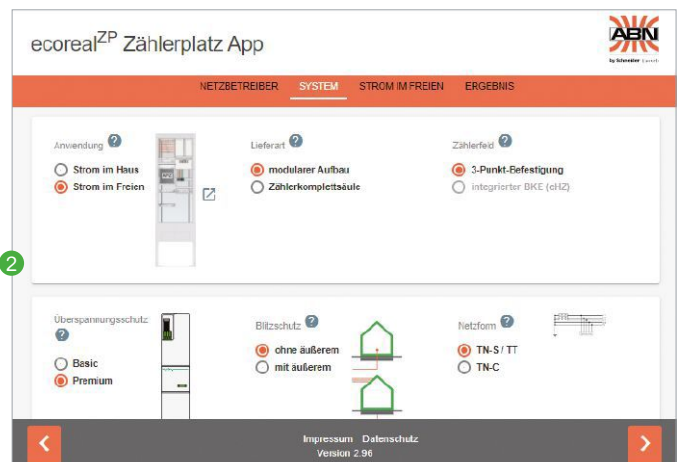 ecoreal^ZP Zählerplatz App
ABN
by Schneider Electric
NETZBETREIBER SYSTEM STROM IM FREIEN ERGEBNIS
Anwendung ?
Strom im Haus
Strom im Freien
Lieferart ?
modularer Aufbau
Zählerkomplettsäule
Zählerfeld ?
3-Punkt-Befestigung
integrierter BKE (eHZ)
2
Überspannungsschutz
?
Basic
Premium
Blitzschutz ?
ohne äußerem
mit äußerem
Netzform ?
TN-S / TT
TN-C
Impressum Datenschutz
Version 2.96